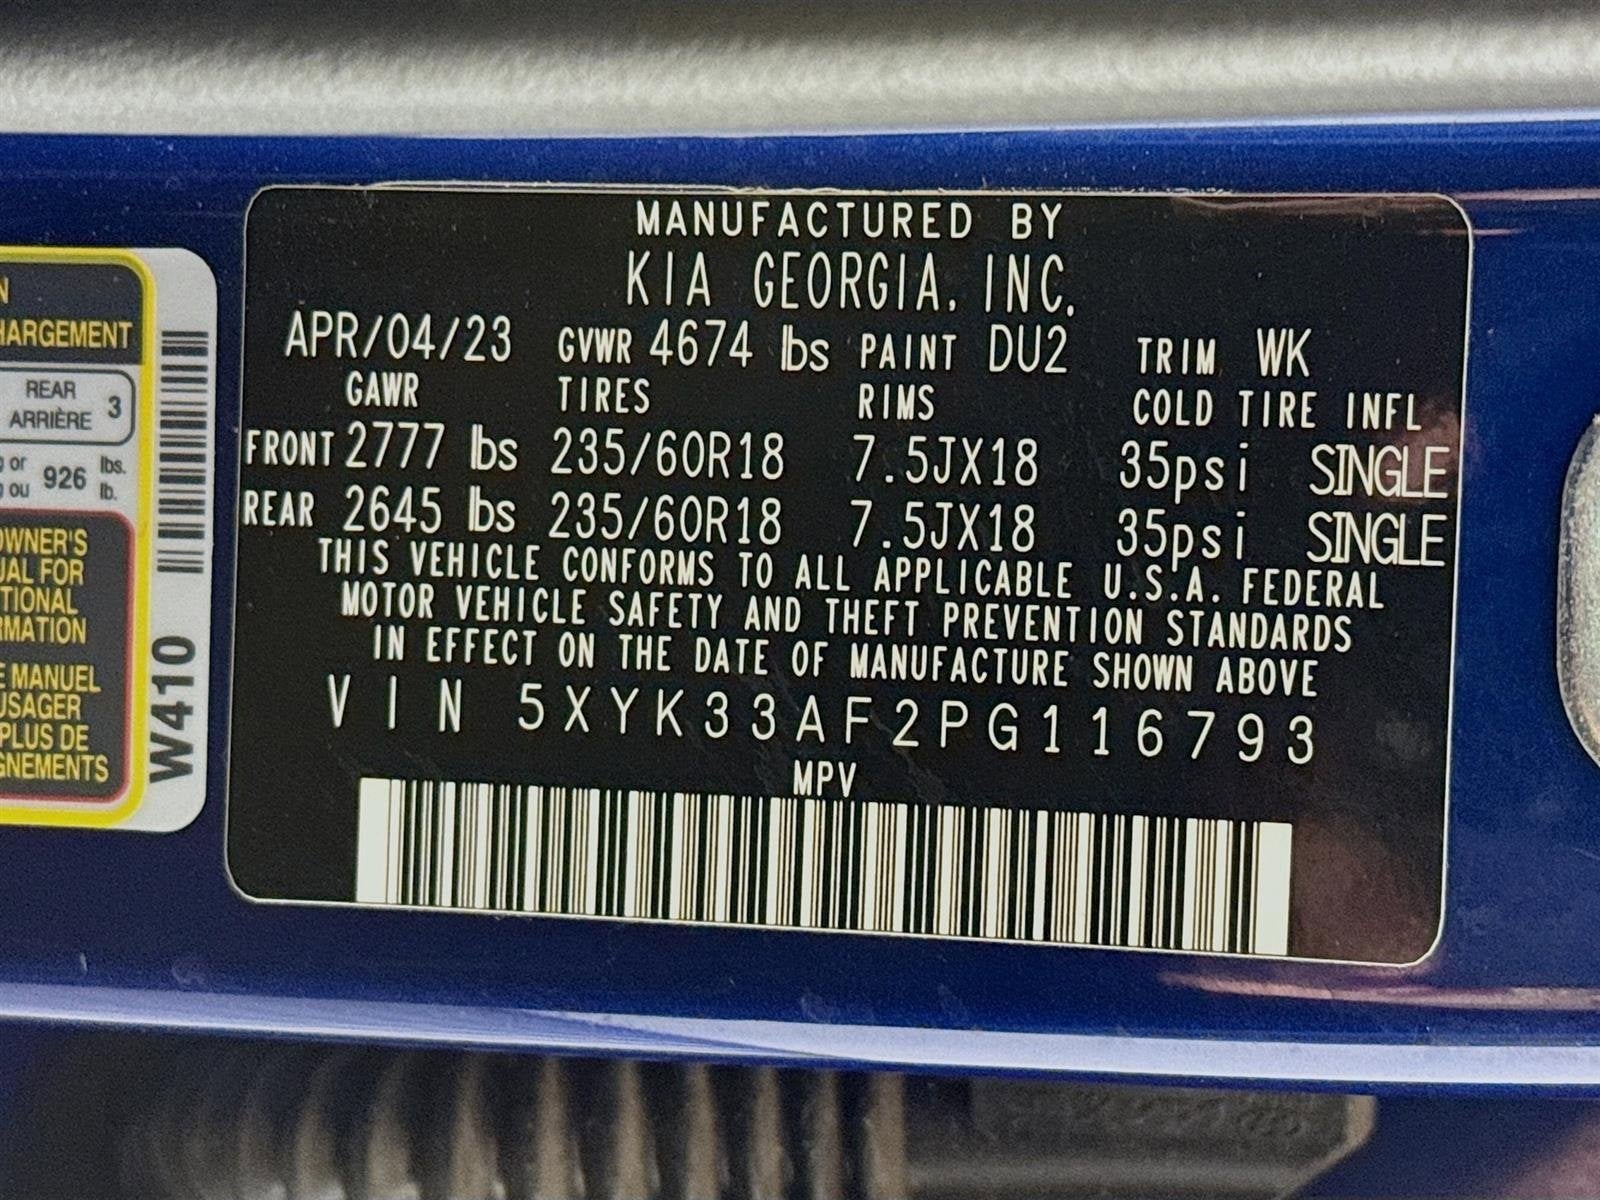 MANUFACTURED BY
KIA GEORGIA, INC.
APR/04/23 GVWR 4674 lbs PAINT DU2 TRIM WK
GAWR TIRES RIMS COLD TIRE INFL
FRONT 2777 lbs 235/60R18 7.5JX18 35psi SINGLE
REAR 2645 lbs 235/60R18 7.5JX18 35psi SINGLE
THIS VEHICLE CONFORMS TO ALL APPLICABLE U.S.A. FEDERAL
MOTOR VEHICLE SAFETY AND THEFT PREVENTION STANDARDS
IN EFFECT ON THE DATE OF MANUFACTURE SHOWN ABOVE
VIN 5XYK33AF2PG116793
MPV
N
HARGEMENT
REAR
ARRIÈRE 3
g or 926 lbs.
g ou lb.
OWNER'S
UAL FOR
TIONAL
RMATION
E MANUEL
USAGER
PLUS DE
GNEMENTS
W410